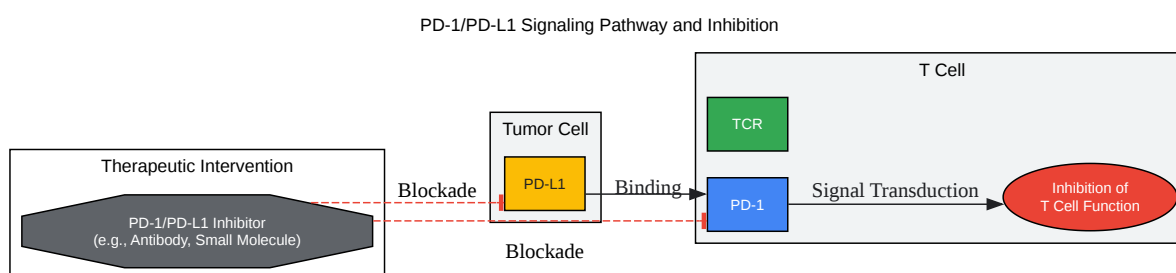 PD-1/PD-L1 Signaling Pathway and Inhibition
T Cell
TCR
Tumor Cell
Therapeutic Intervention
PD-L1
Blockade
Binding
PD-1
Signal Transduction
Inhibition of
T Cell Function
PD-1/PD-L1 Inhibitor
(e.g., Antibody, Small Molecule)
Blockade